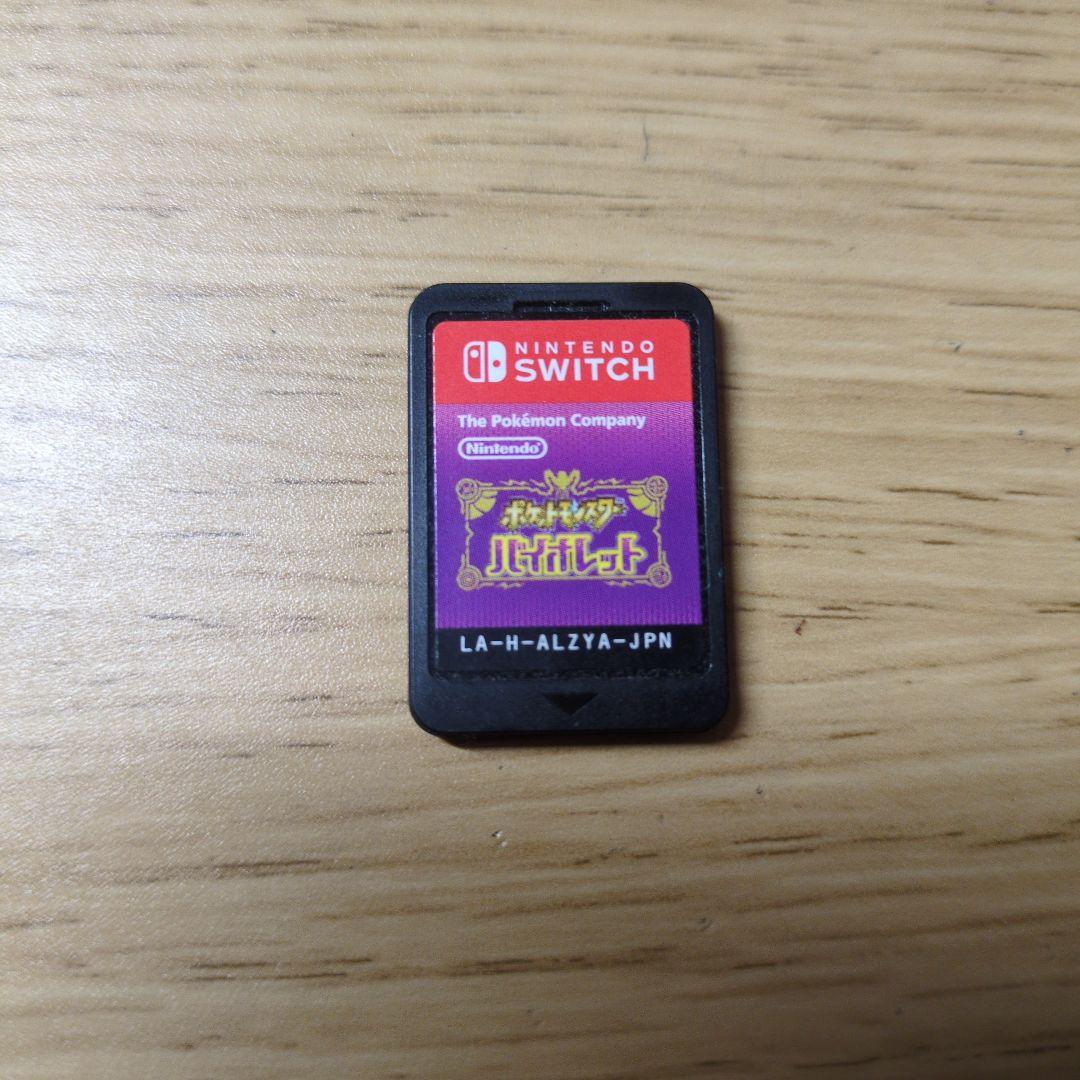 NINTENDO
SWITCH
The Pokémon Company
Nintendo
ポケットモンスター
バイオレット
LA-H-ALZYA-JPN